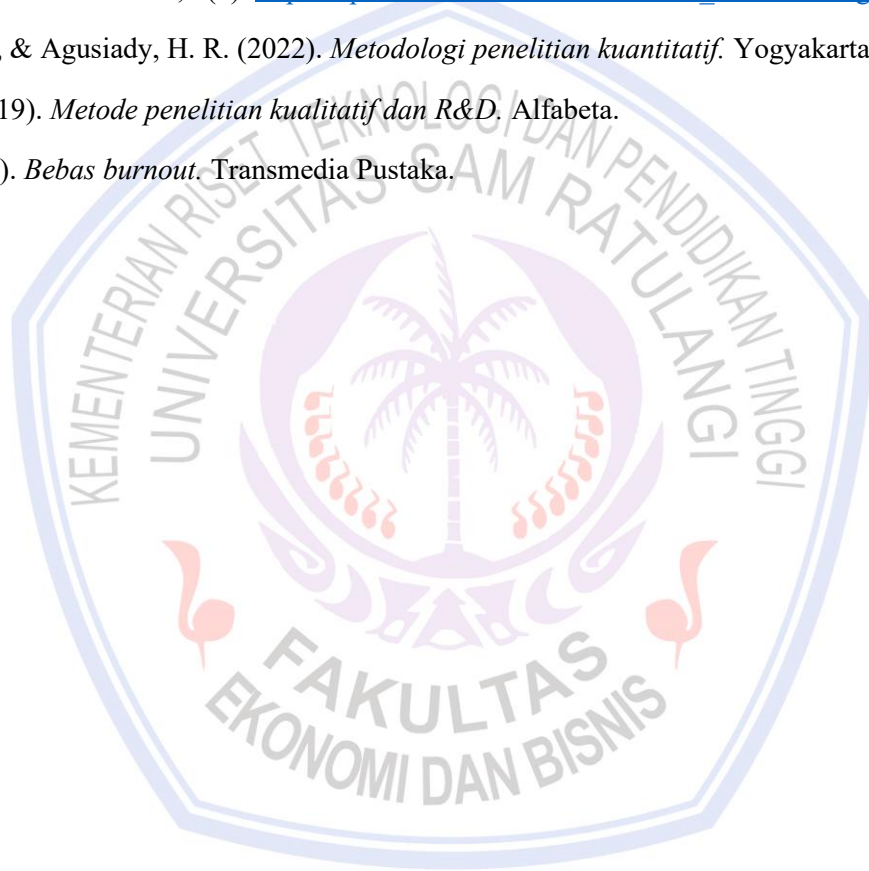 , & Agusiady, H. R. (2022). Metodologi penelitian kuantitatif. Yogyakarta
19). Metode penelitian kualitatif dan R&D. Alfabeta.
). Bebas burnout. Transmedia Pustaka.
KEMENTERIAN RISET TEKNOLOGI DAN PENDIDIKAN TINGGI
UNIVERSITAS SAM RATULANGI
FAKULTAS
EKONOMI DAN BISNIS